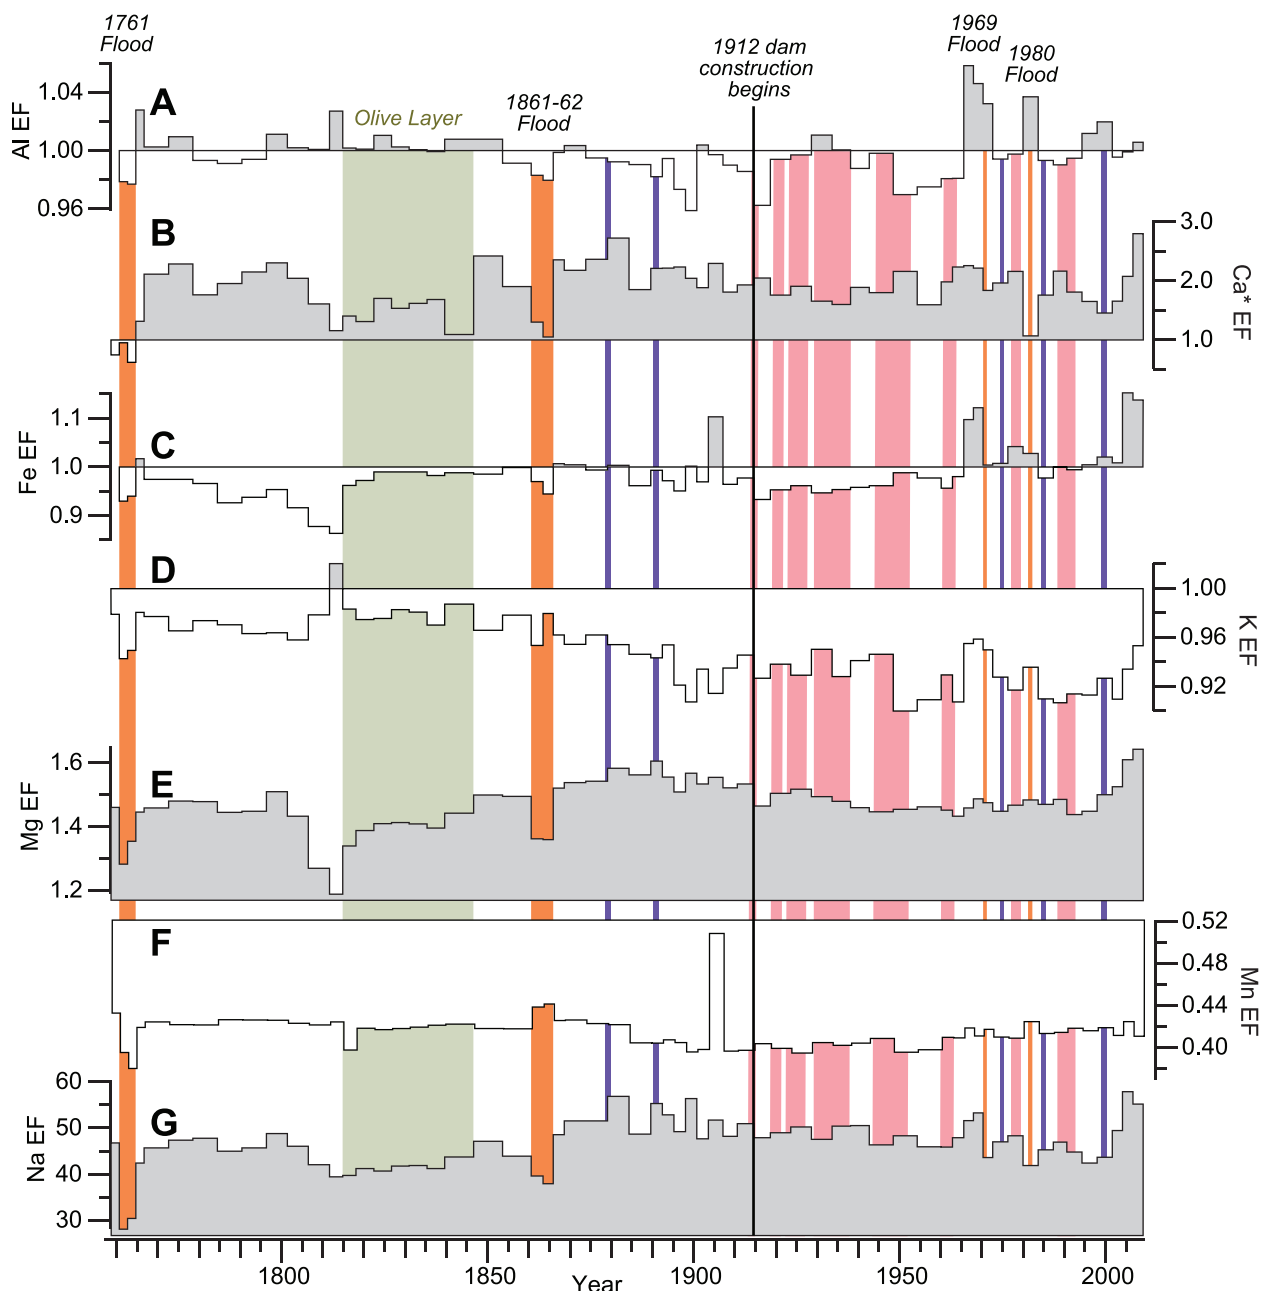 1761
Flood
1969
Flood
1980
Flood
1912 dam
construction
begins
1861-62
Flood
Olive Layer
A
Al EF
1.04
1.00
0.96
B
3.0
2.0
1.0
Ca* EF
C
Fe EF
1.1
1.0
0.9
D
1.00
0.96
0.92
K EF
E
Mg EF
1.6
1.4
1.2
F
0.52
0.48
0.44
0.40
Mn EF
G
Na EF
60
50
40
30
1800
1850
1900
1950
2000
Year